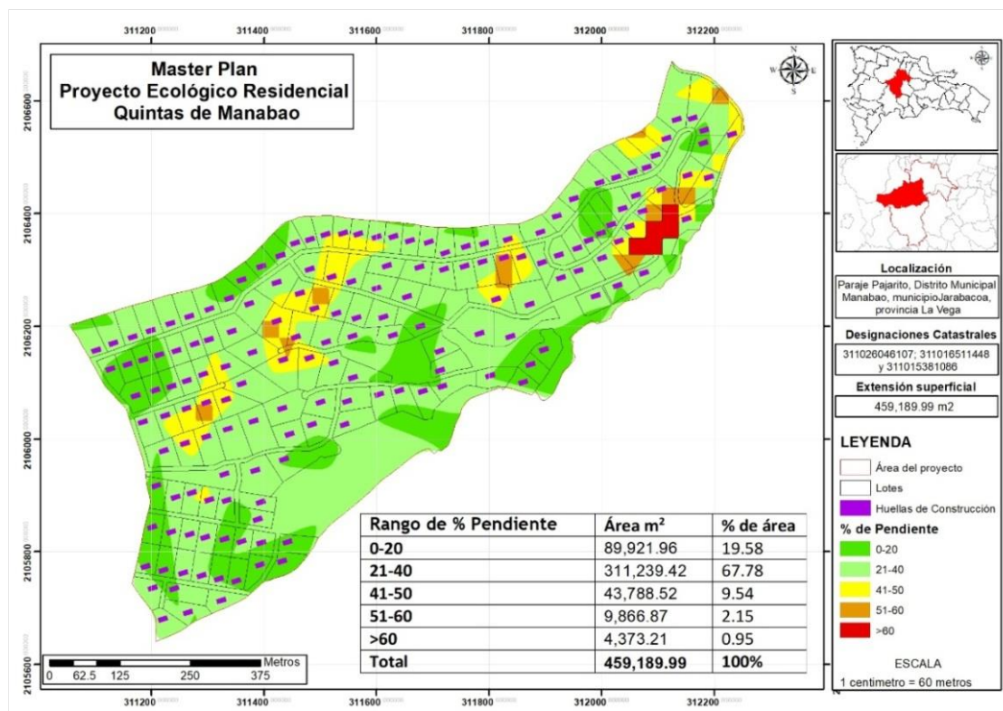 311200 311400 311600 311800 312000 312200
Master Plan
Proyecto Ecológico Residencial
Quintas de Manabao
N
W E
S
2106600
2106400
2106200
2106000
2105800
2105600
Rango de % Pendiente Área m² % de área
0-20 89,921.96 19.58
21-40 311,239.42 67.78
41-50 43,788.52 9.54
51-60 9,866.87 2.15
>60 4,373.21 0.95
Total 459,189.99 100%
Metros
0 62.5 125 250 375
311200 311400 311600 311800 312000 312200
Localización
Paraje Pajarito, Distrito Municipal
Manabao, municipioJarabacoa,
provincia La Vega
Designaciones Catastrales
311026046107; 311016511448
y 311015381086
Extensión superficial
459,189.99 m2
LEYENDA
Área del proyecto
Lotes
Huellas de Construcción
% de Pendiente
0-20
21-40
41-50
51-60
>60
ESCALA
1 centimetro = 60 metros